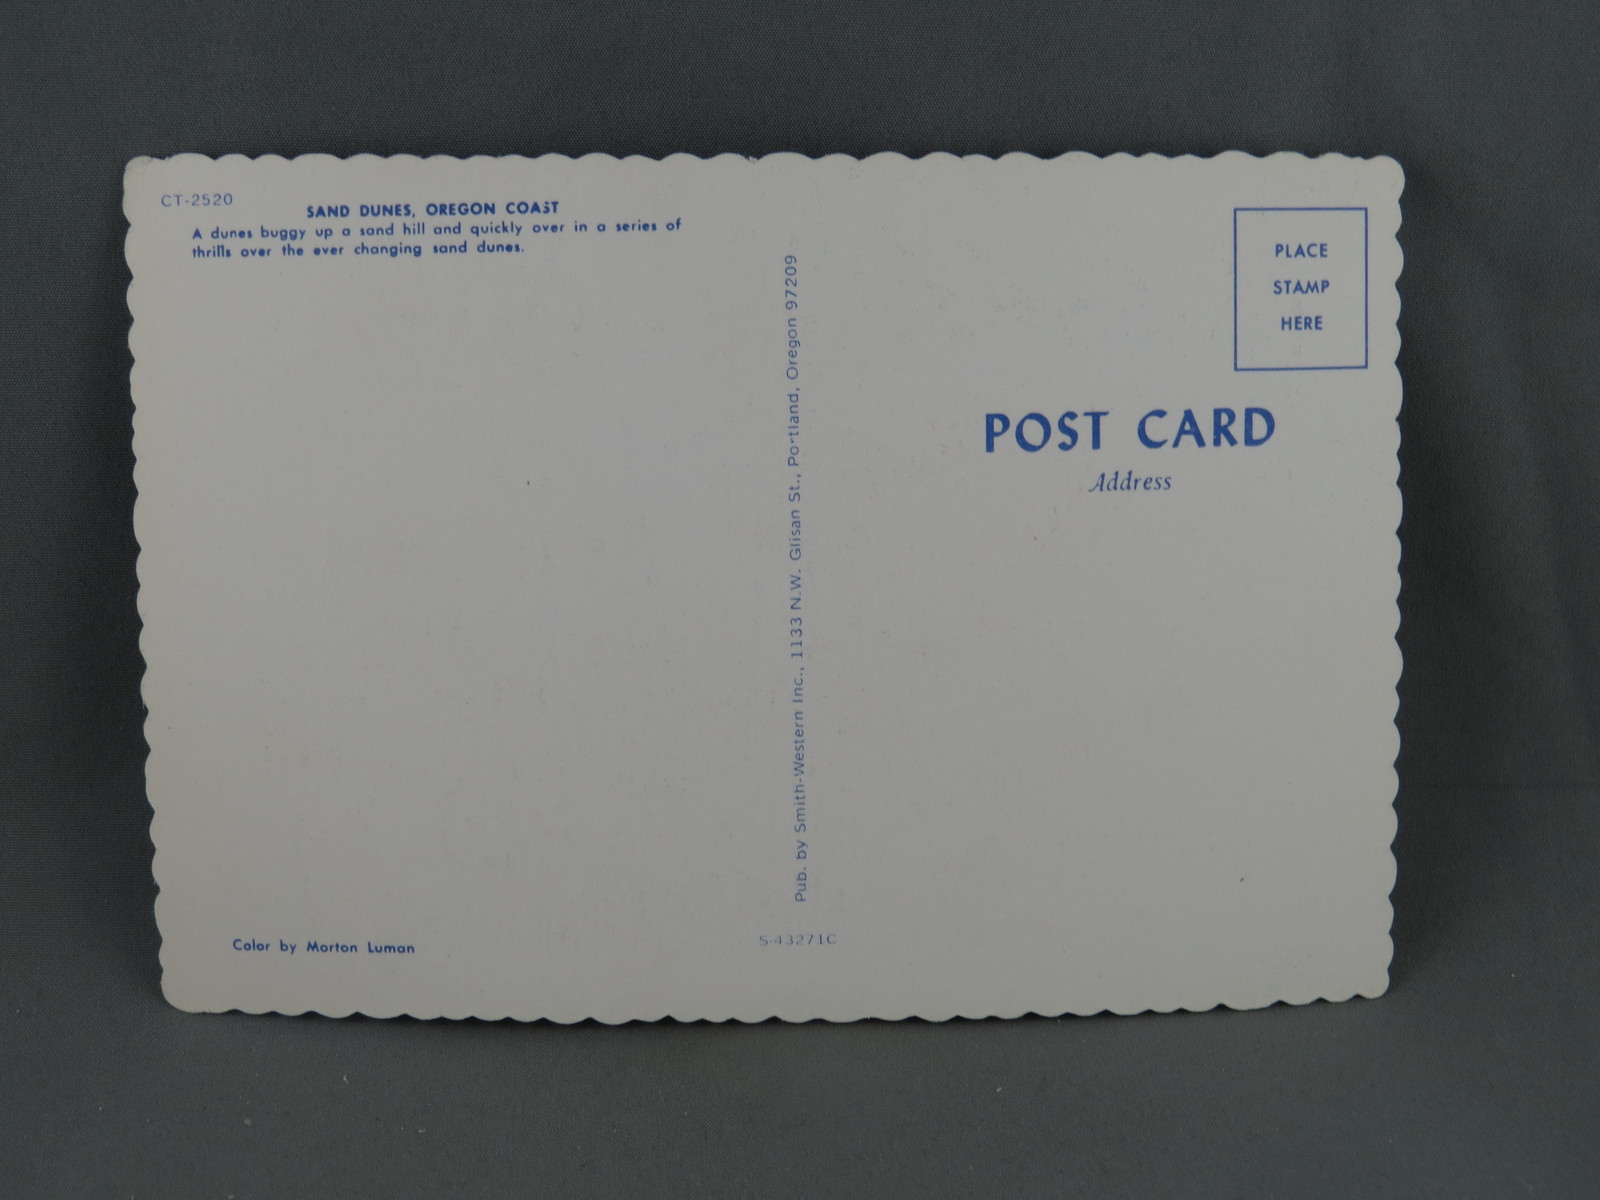 CT-2520
SAND DUNES, OREGON COAST
A dunes buggy up a sand hill and quickly over in a series of
thrills over the ever changing sand dunes.
Color by Morton Luman
Pub. by Smith-Western Inc., 1133 N.W. Glisan St., Portland, Oregon 97209
S-43271C
PLACE
STAMP
HERE
POST CARD
Address